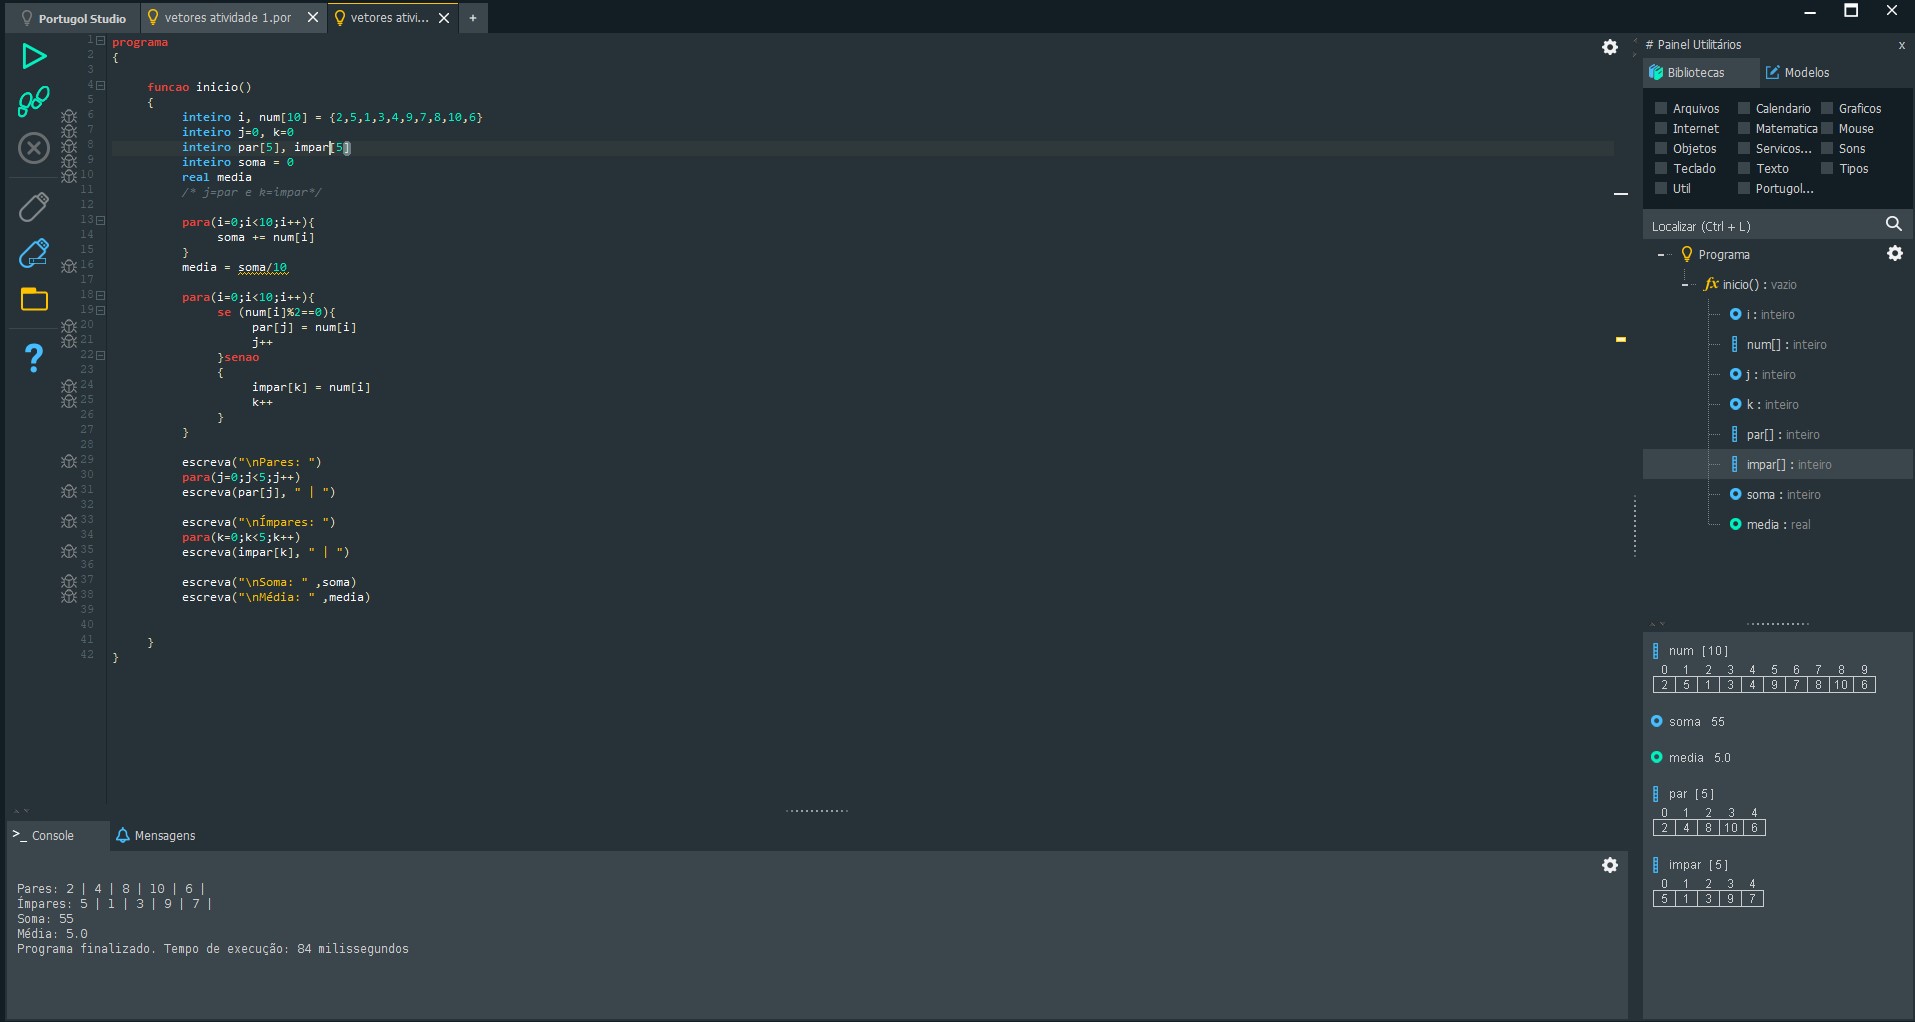 Portugol Studio
vetores atividade 1.por
vetores ativi...
+
1 programa
2 {
3
4 funcao inicio()
5 {
6 inteiro i, num[10] = {2,5,1,3,4,9,7,8,10,6}
7 inteiro j=0, k=0
8 inteiro par[5], impar[5]
9 inteiro soma = 0
10 real media
11 /* j=par e k=impar*/
12
13 para(i=0;i<10;i++){
14 soma += num[i]
15 }
16 media = soma/10
17
18 para(i=0;i<10;i++){
19 se (num[i]%2==0){
20 par[j] = num[i]
21 j++
22 }senao
23 {
24 impar[k] = num[i]
25 k++
26 }
27 }
28
29 escreva("\nPares: ")
30 para(j=0;j<5;j++)
31 escreva(par[j], " | ")
32
33 escreva("\nÍmpares: ")
34 para(k=0;k<5;k++)
35 escreva(impar[k], " | ")
36
37 escreva("\nSoma: " ,soma)
38 escreva("\nMédia: " ,media)
39
40
41 }
42 }
>_ Console
Mensagens
Pares: 2 | 4 | 8 | 10 | 6 |
Ímpares: 5 | 1 | 3 | 9 | 7 |
Soma: 55
Média: 5.0
Programa finalizado. Tempo de execução: 84 milissegundos
# Painel Utilitários x
Bibliotecas Modelos
Arquivos Calendario Graficos
Internet Matematica Mouse
Objetos Servicos... Sons
Teclado Texto Tipos
Util Portugol...
Localizar (Ctrl + L)
Programa
fx inicio() : vazio
i : inteiro
num[] : inteiro
j : inteiro
k : inteiro
par[] : inteiro
impar[] : inteiro
soma : inteiro
media : real
num [10]
0 1 2 3 4 5 6 7 8 9
2 5 1 3 4 9 7 8 10 6
soma 55
media 5.0
par [5]
0 1 2 3 4
2 4 8 10 6
impar [5]
0 1 2 3 4
5 1 3 9 7